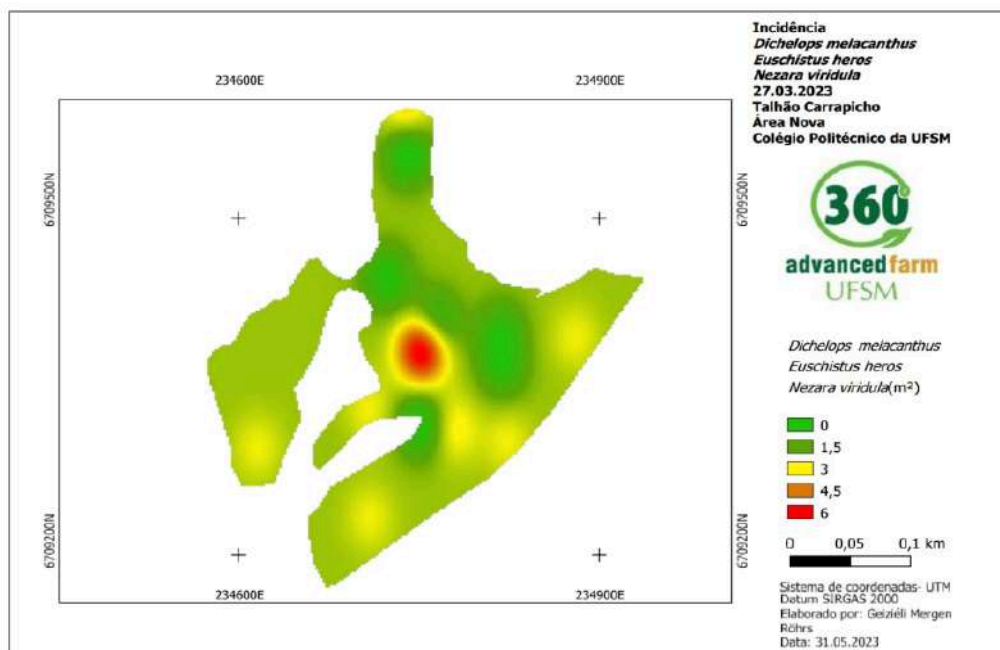 Incidência
Dichelops melacanthus
Euschistus heros
Nezara viridula
27.03.2023
Talhão Carrapicho
Área Nova
Colégio Politécnico da UFSM
234600E
234900E
6709500N
6709500N
360
advanced farm
UFSM
Dichelops melacanthus
Euschistus heros
Nezara viridula(m²)
0
1,5
3
4,5
6
0 0,05 0,1 km
6709200N
6709200N
234600E
234900E
Sistema de coordenadas- UTM
Datum SIRGAS 2000
Elaborado por: Geiziéli Mergen
Röhrs
Data: 31.05.2023